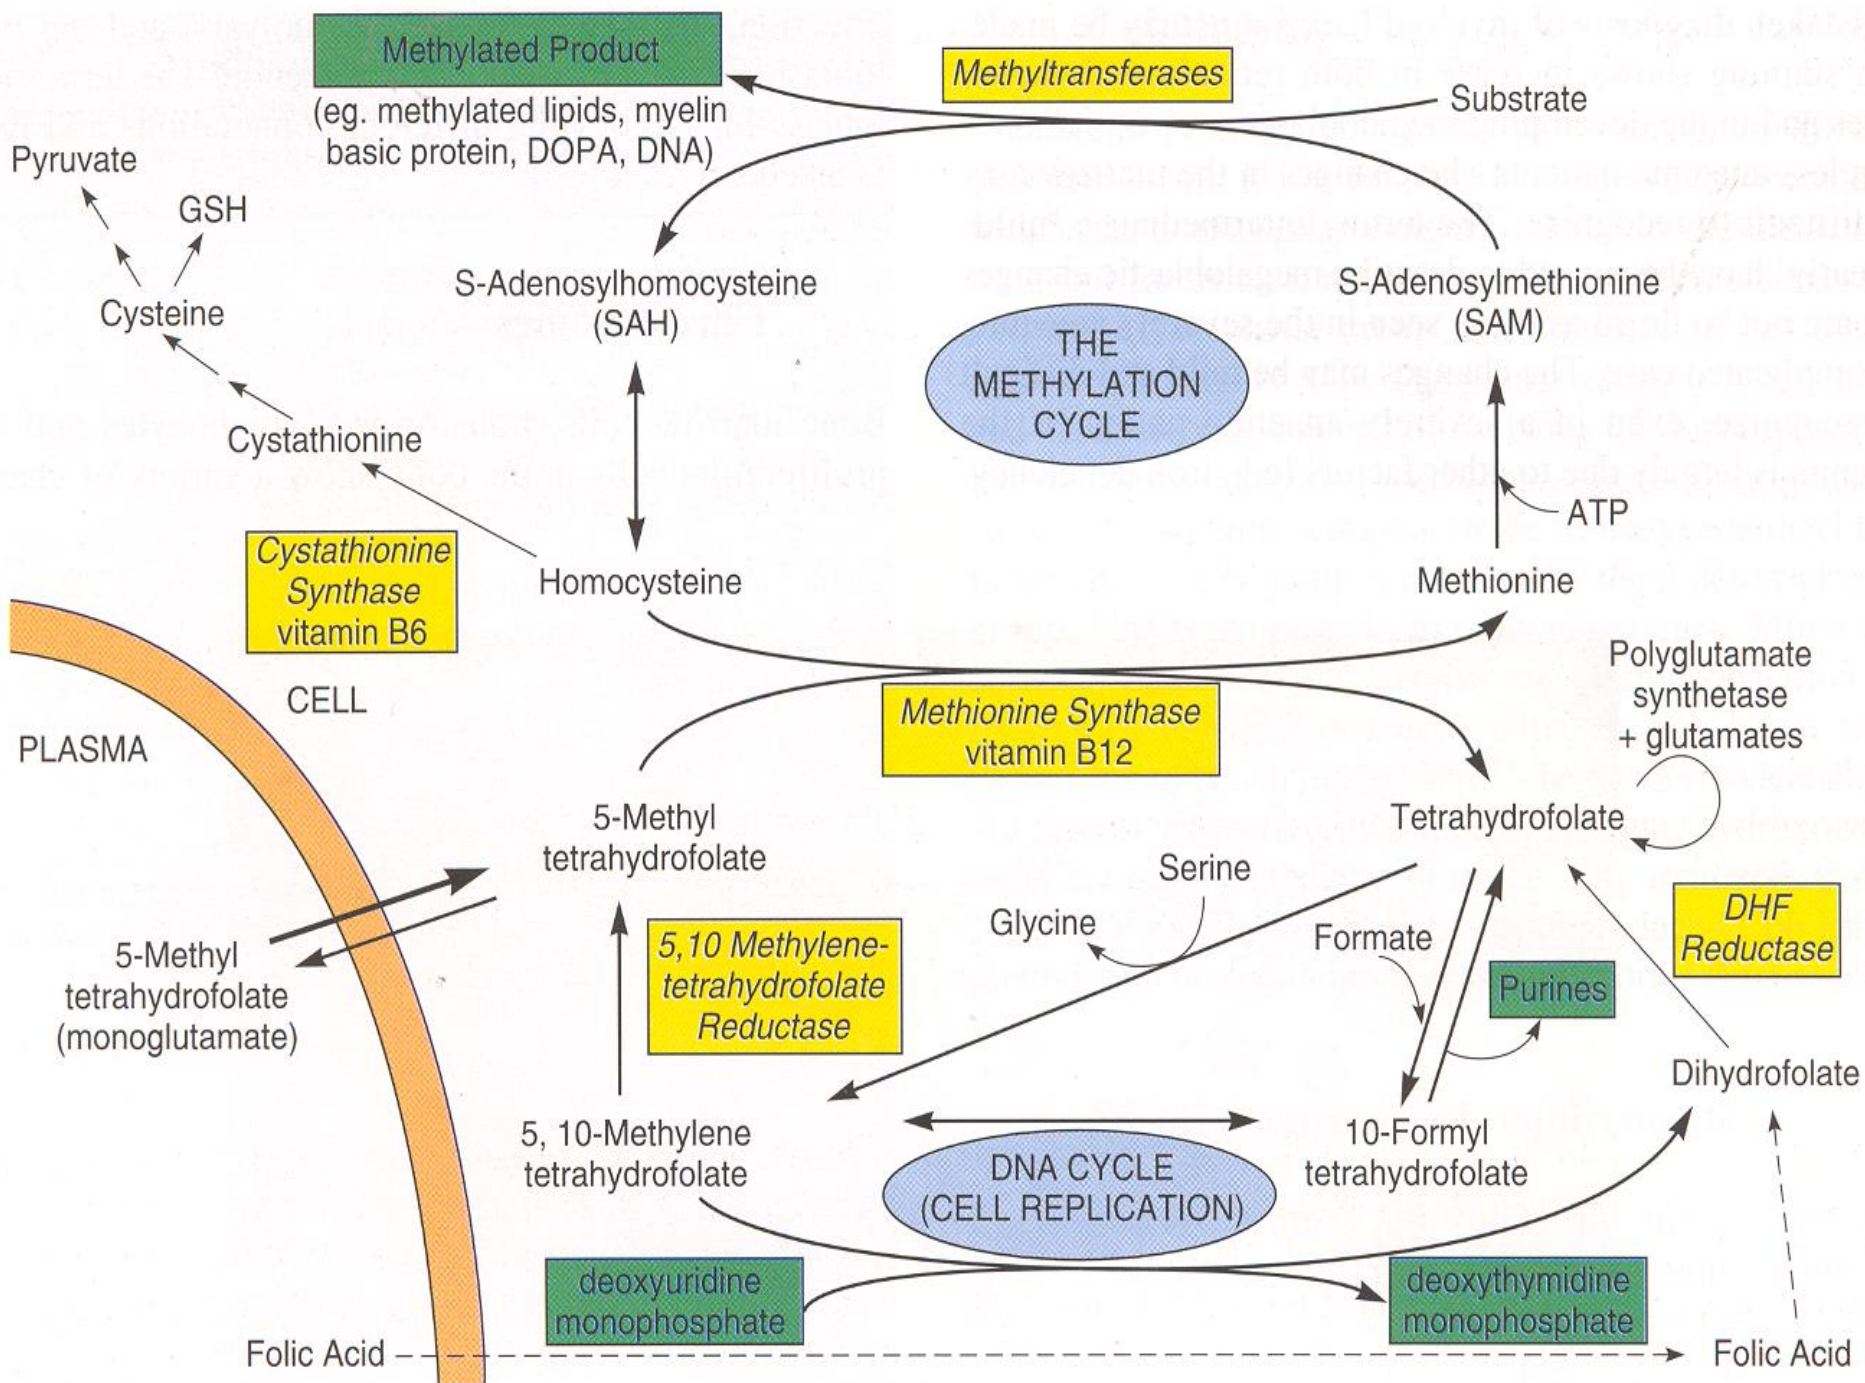 Methylated Product
(eg. methylated lipids, myelin
basic protein, DOPA, DNA)
Methyltransferases
Substrate
Pyruvate
GSH
Cysteine
Cystathionine
S-Adenosylhomocysteine
(SAH)
THE
METHYLATION
CYCLE
S-Adenosylmethionine
(SAM)
ATP
Cystathionine
Synthase
vitamin B6
Homocysteine
Methionine
CELL
PLASMA
Methionine Synthase
vitamin B12
Polyglutamate
synthetase
+ glutamates
5-Methyl
tetrahydrofolate
Tetrahydrofolate
Serine
Glycine
Formate
Purines
DHF
Reductase
5-Methyl
tetrahydrofolate
(monoglutamate)
5,10 Methylene-
tetrahydrofolate
Reductase
Dihydrofolate
5, 10-Methylene
tetrahydrofolate
DNA CYCLE
(CELL REPLICATION)
10-Formyl
tetrahydrofolate
deoxyuridine
monophosphate
deoxythymidine
monophosphate
Folic Acid
Folic Acid